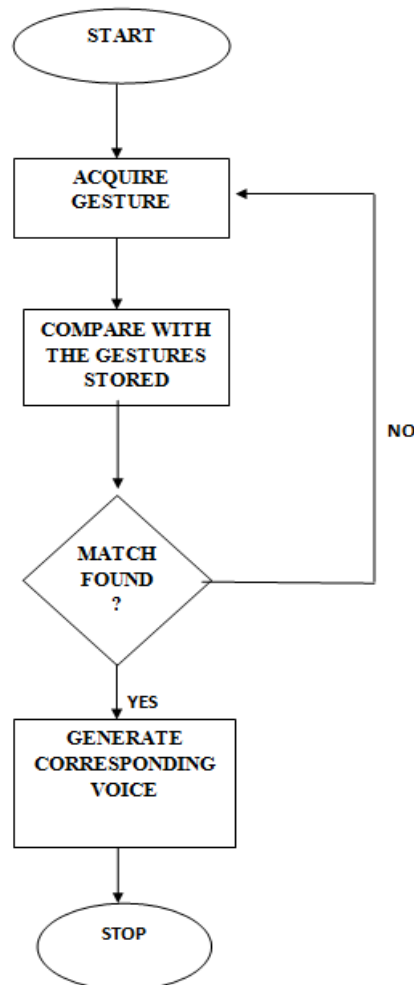 START
ACQUIRE
GESTURE
COMPARE WITH
THE GESTURES
STORED
NO
MATCH
FOUND
?
YES
GENERATE
CORRESPONDING
VOICE
STOP